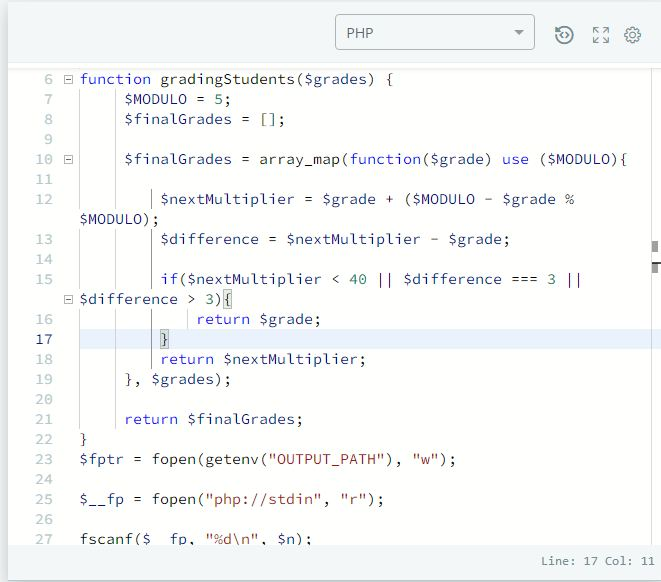 PHP
6 function gradingStudents($grades) {
7 $MODULO = 5;
8 $finalGrades = [];
9
10 $finalGrades = array_map(function($grade) use ($MODULO){
11
12 $nextMultiplier = $grade + ($MODULO - $grade %
$MODULO);
13 $difference = $nextMultiplier - $grade;
14
15 if($nextMultiplier < 40 || $difference === 3 ||
$difference > 3){
16 return $grade;
17 }
18 return $nextMultiplier;
19 }, $grades);
20
21 return $finalGrades;
22 }
23 $fptr = fopen(getenv("OUTPUT_PATH"), "w");
24
25 $__fp = fopen("php://stdin", "r");
26
27 fscanf($__fp, "%d\n", $n);
Line: 17 Col: 11